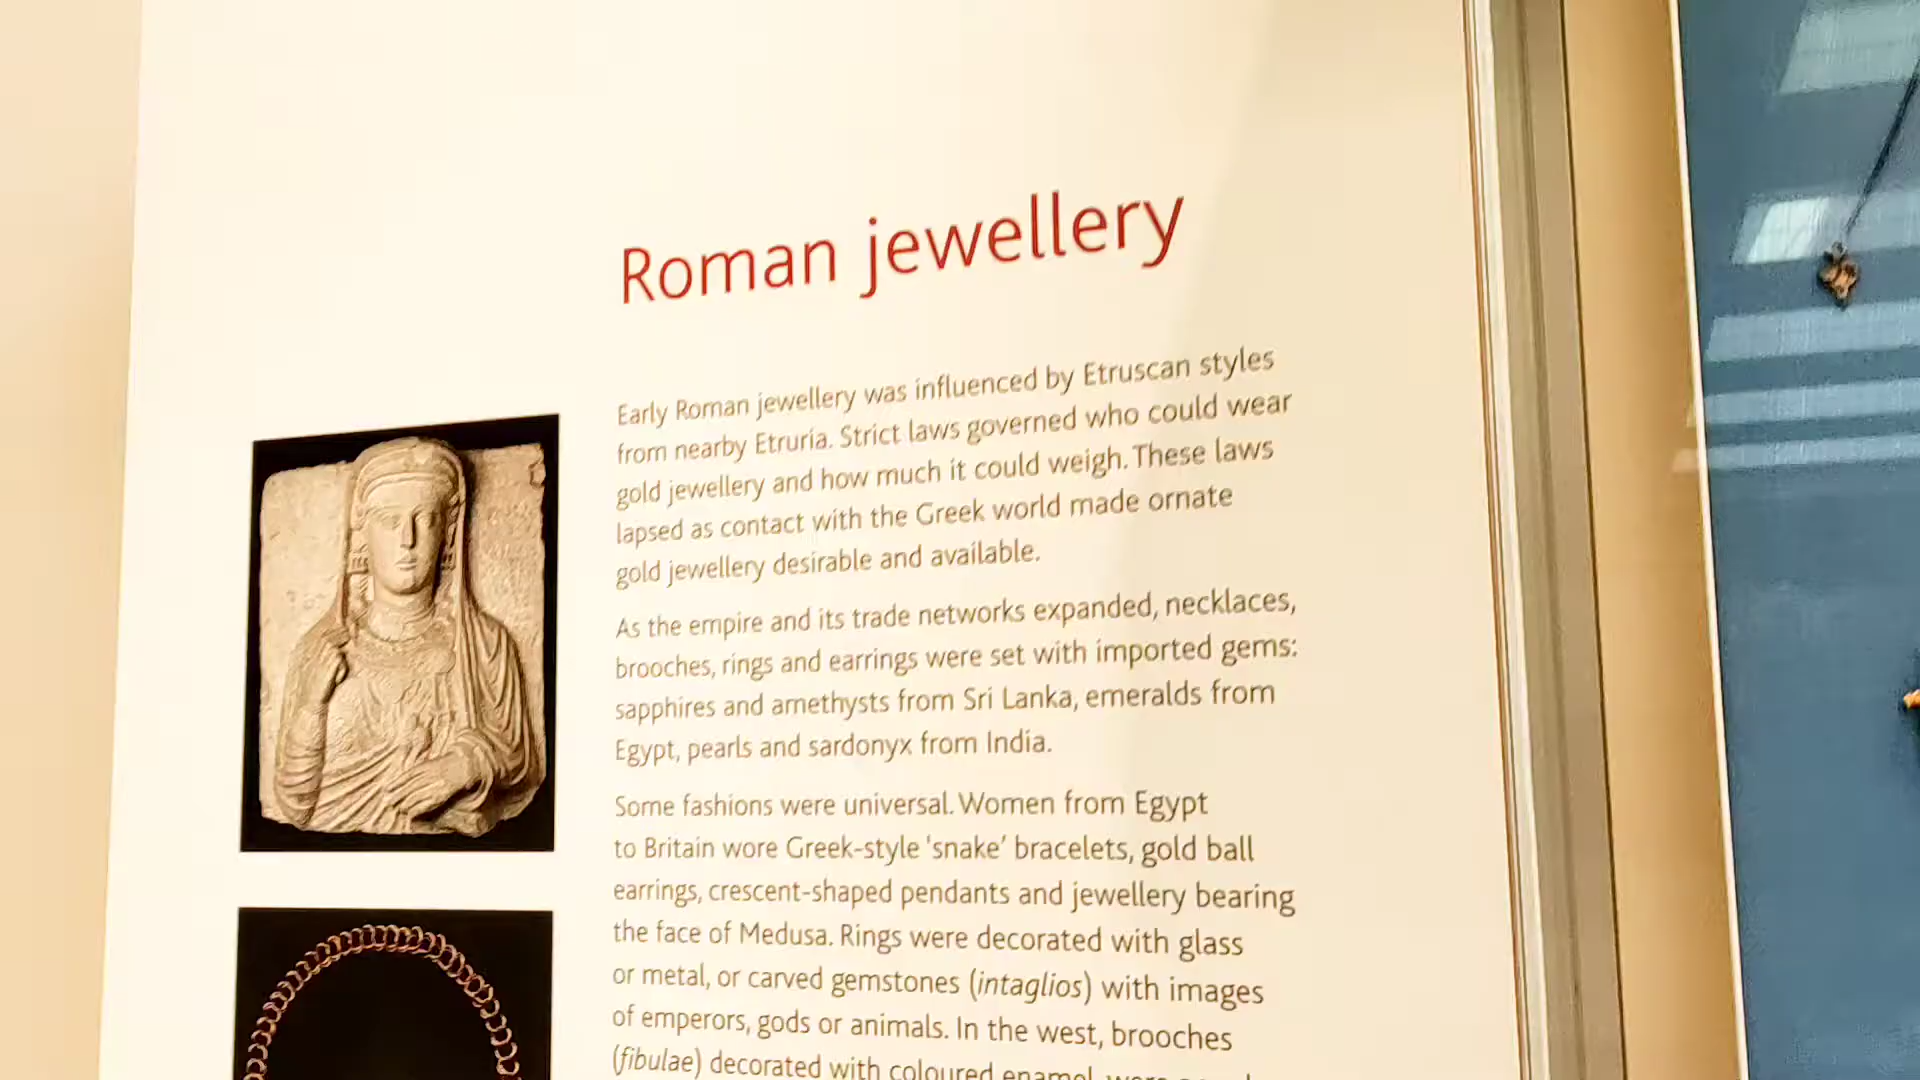 Roman jewellery
Early Roman jewellery was influenced by Etruscan styles
from nearby Etruria. Strict laws governed who could wear
gold jewellery and how much it could weigh. These laws
lapsed as contact with the Greek world made ornate
gold jewellery desirable and available.
As the empire and its trade networks expanded, necklaces,
brooches, rings and earrings were set with imported gems:
sapphires and amethysts from Sri Lanka, emeralds from
Egypt, pearls and sardonyx from India.
Some fashions were universal. Women from Egypt
to Britain wore Greek-style ‘snake’ bracelets, gold ball
earrings, crescent-shaped pendants and jewellery bearing
the face of Medusa. Rings were decorated with glass
or metal, or carved gemstones (intaglios) with images
of emperors, gods or animals. In the west, brooches
(fibulae) decorated with coloured enamel were